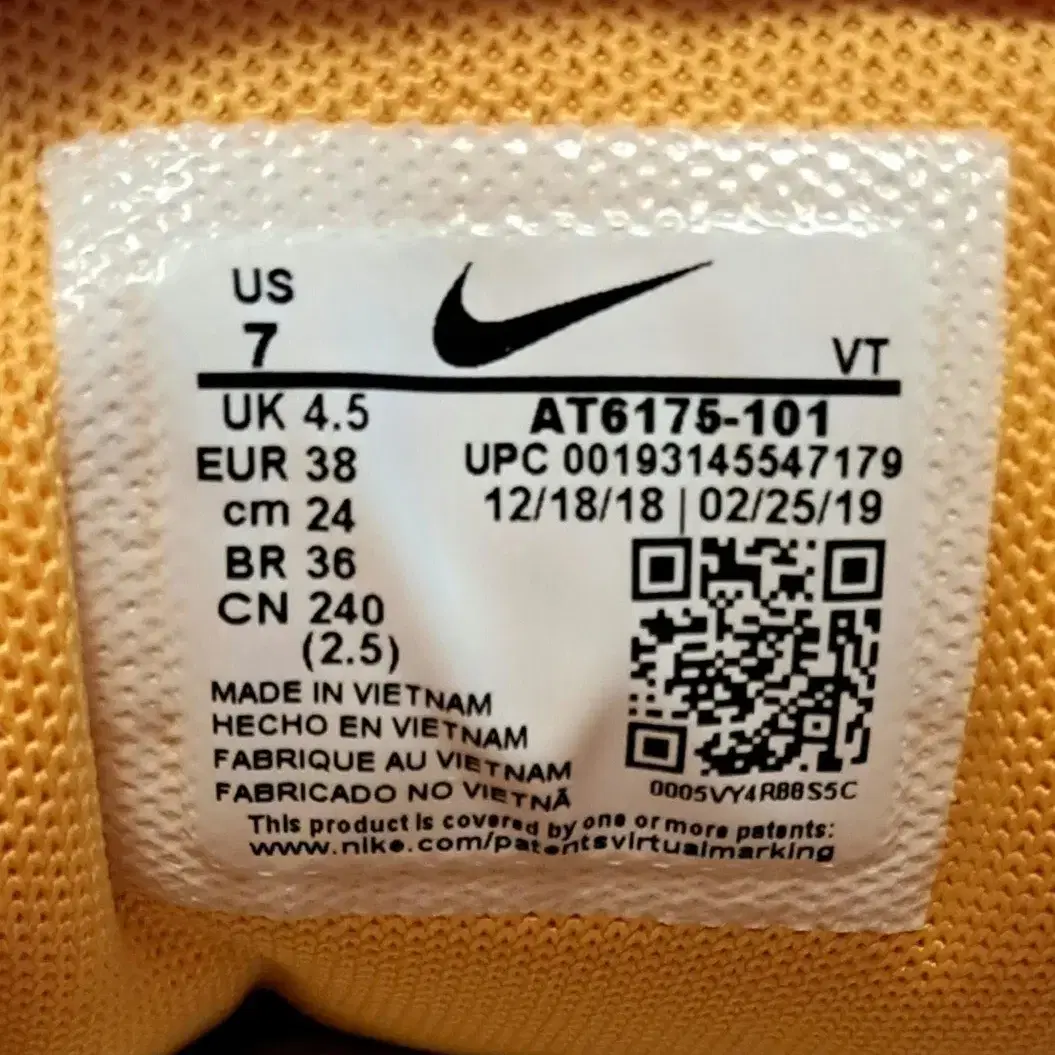 US
7
VT
UK 4.5
EUR 38
cm 24
BR 36
CN 240
(2.5)
AT6175-101
UPC 00193145547179
12/18/18 | 02/25/19
MADE IN VIETNAM
HECHO EN VIETNAM
FABRIQUE AU VIETNAM
FABRICADO NO VIETNÃ
0005VY4R88S5C
This product is covered by one or more patents:
www.nike.com/patentsvirtualmarking